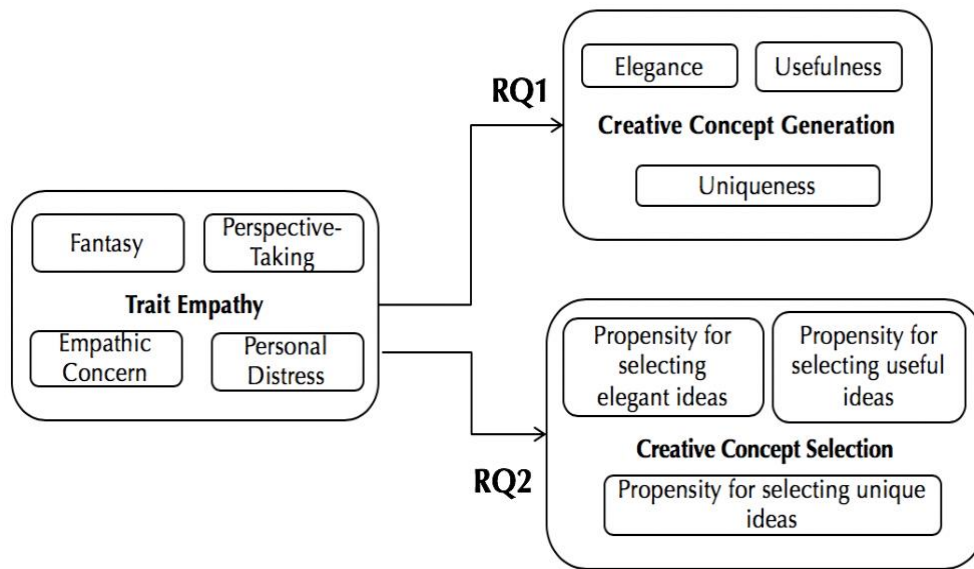 Elegance
Usefulness
RQ1
Creative Concept Generation
Uniqueness
Fantasy
Perspective-
Taking
Trait Empathy
Empathic
Concern
Personal
Distress
Propensity for
selecting
elegant ideas
Propensity for
selecting useful
ideas
Creative Concept Selection
RQ2
Propensity for selecting unique
ideas